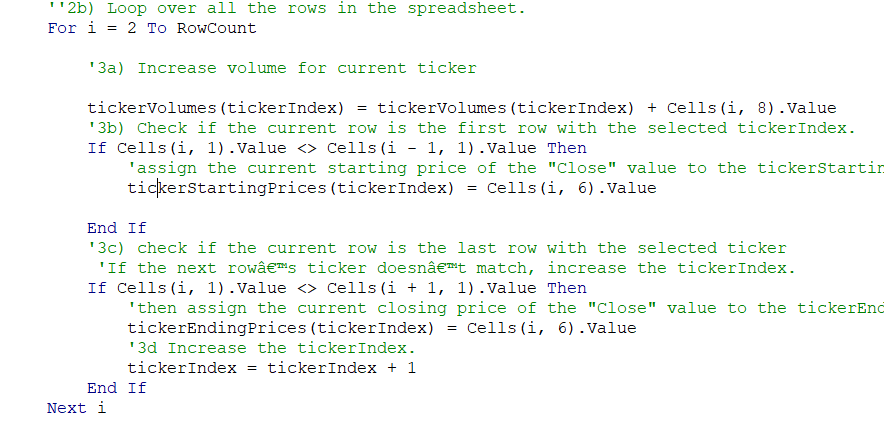 ''2b) Loop over all the rows in the spreadsheet.
For i = 2 To RowCount
'3a) Increase volume for current ticker
tickerVolumes(tickerIndex) = tickerVolumes(tickerIndex) + Cells(i, 8).Value
'3b) Check if the current row is the first row with the selected tickerIndex.
If Cells(i, 1).Value <> Cells(i - 1, 1).Value Then
'assign the current starting price of the "Close" value to the tickerStartin
tickerStartingPrices(tickerIndex) = Cells(i, 6).Value
End If
'3c) check if the current row is the last row with the selected ticker
'If the next rowâ€™s ticker doesnâ€™t match, increase the tickerIndex.
If Cells(i, 1).Value <> Cells(i + 1, 1).Value Then
'then assign the current closing price of the "Close" value to the tickerEnd
tickerEndingPrices(tickerIndex) = Cells(i, 6).Value
'3d Increase the tickerIndex.
tickerIndex = tickerIndex + 1
End If
Next i